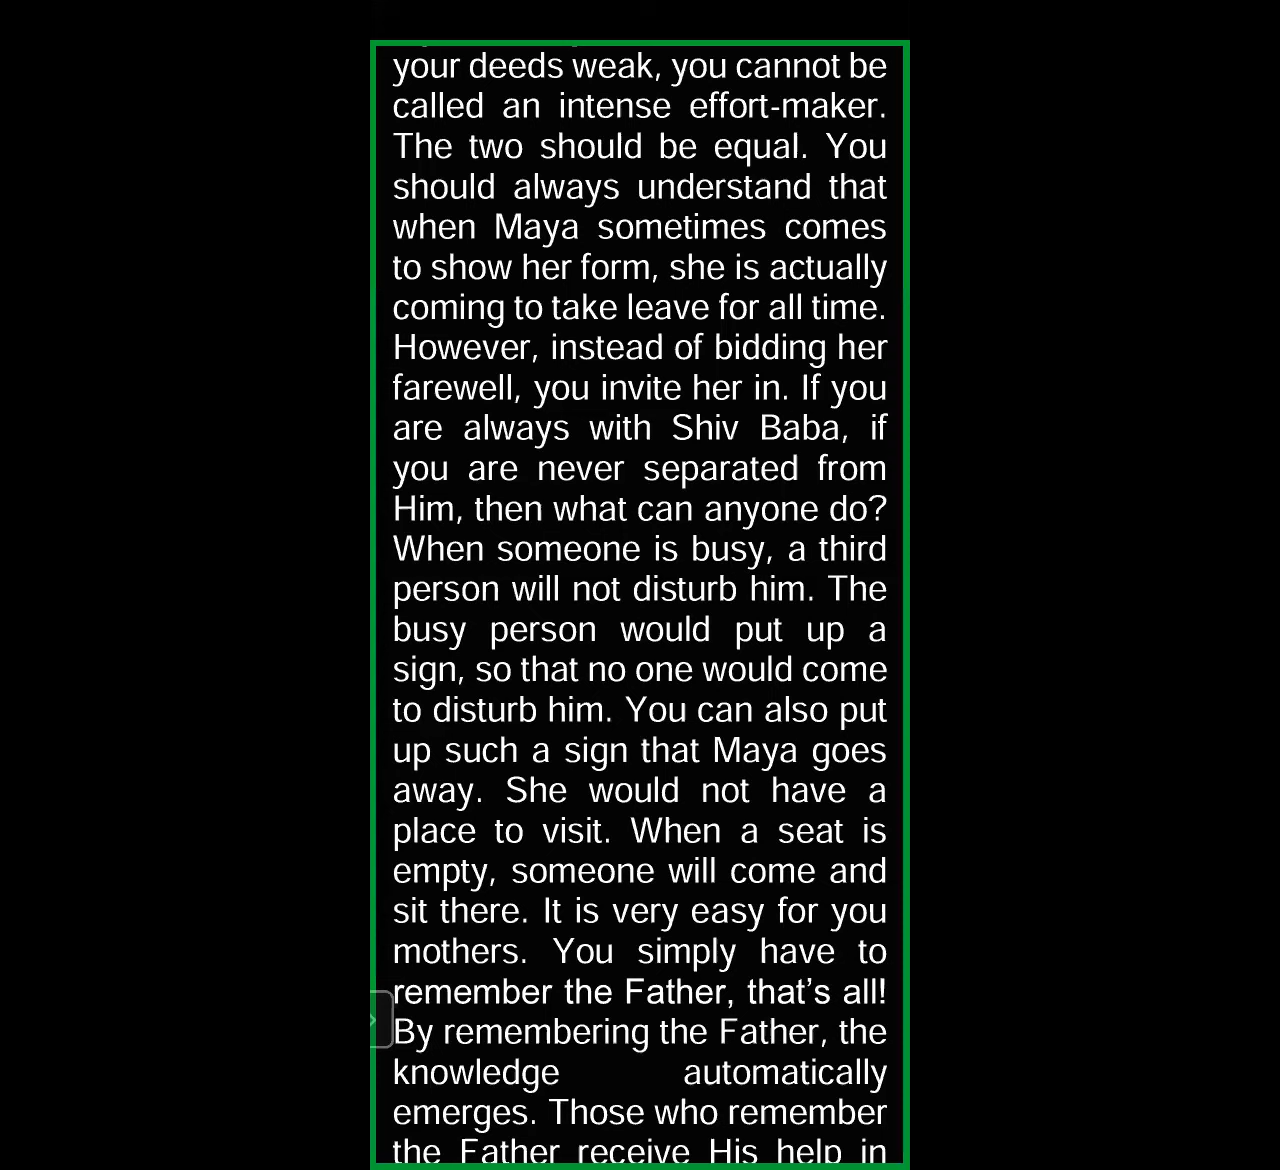 your deeds weak, you cannot be
called an intense effort-maker.
The two should be equal. You
should always understand that
when Maya sometimes comes
to show her form, she is actually
coming to take leave for all time.
However, instead of bidding her
farewell, you invite her in. If you
are always with Shiv Baba, if
you are never separated from
Him, then what can anyone do?
When someone is busy, a third
person will not disturb him. The
busy person would put up a
sign, so that no one would come
to disturb him. You can also put
up such a sign that Maya goes
away. She would not have a
place to visit. When a seat is
empty, someone will come and
sit there. It is very easy for you
mothers. You simply have to
remember the Father, that’s all!
By remembering the Father, the
knowledge automatically
emerges. Those who remember
the Father receive His help in